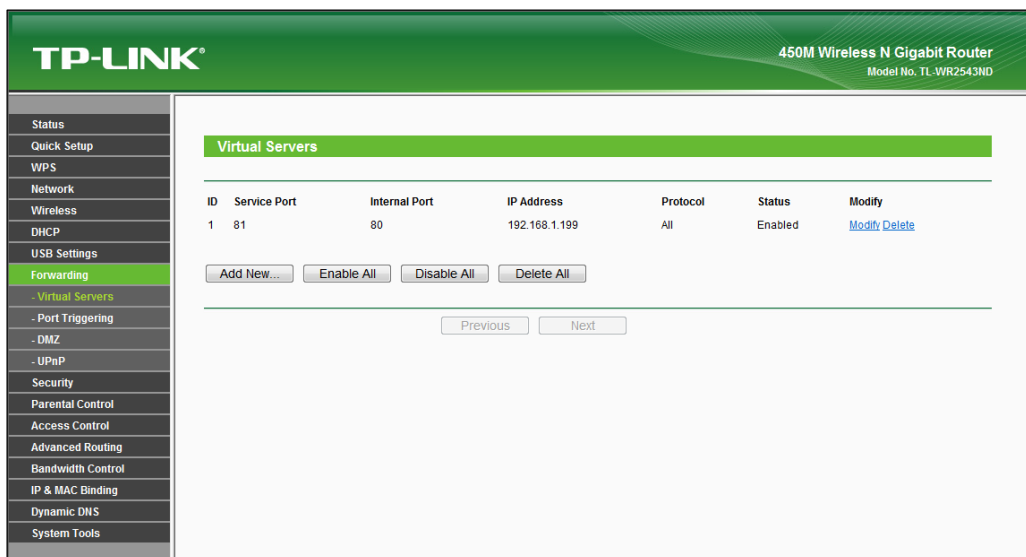 TP-LINK®
450M Wireless N Gigabit Router
Model No. TL-WR2543ND
Status
Quick Setup
WPS
Network
Wireless
DHCP
USB Settings
Forwarding
- Virtual Servers
- Port Triggering
- DMZ
- UPnP
Security
Parental Control
Access Control
Advanced Routing
Bandwidth Control
IP & MAC Binding
Dynamic DNS
System Tools
Virtual Servers
ID Service Port Internal Port IP Address Protocol Status Modify
1 81 80 192.168.1.199 All Enabled Modify Delete
Add New... Enable All Disable All Delete All
Previous Next